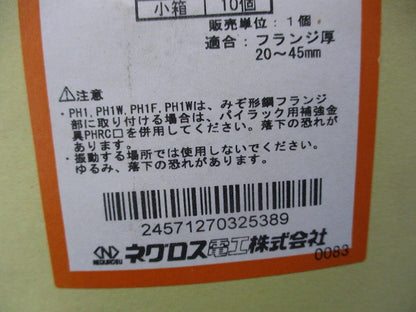 小箱 10個
販売単位:1個
適合:フランジ厚
20~45mm
⚠注意
・PH1,PH1W,PH1F,PH1Wは、みぞ形鋼フランジ
部に取り付ける場合は、パイラック用補強金
具PHRC□を併用してください。落下の恐れが
あります。
・振動する場所では使用しないでください。
ゆるみ、落下の恐れがあります。
24571270325389
NEGUROSU ネグロス電工株式会社
0083